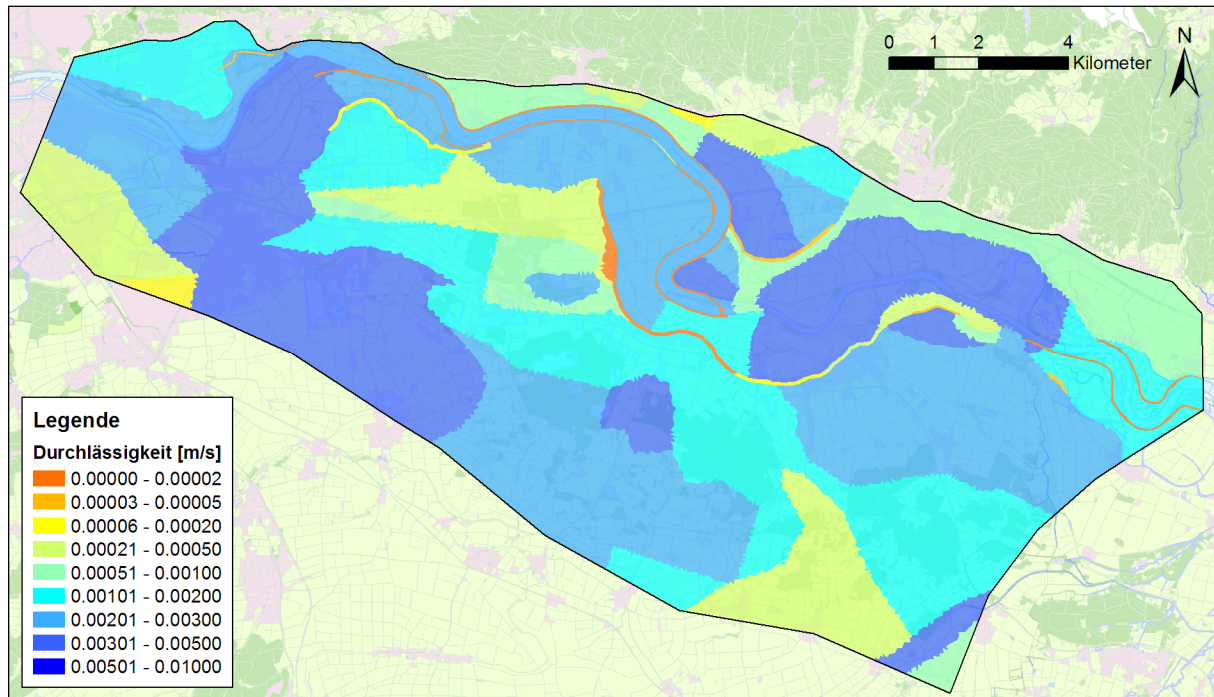 N
0 1 2 4
Kilometer
Legende
Durchlässigkeit [m/s]
0.00000 - 0.00002
0.00003 - 0.00005
0.00006 - 0.00020
0.00021 - 0.00050
0.00051 - 0.00100
0.00101 - 0.00200
0.00201 - 0.00300
0.00301 - 0.00500
0.00501 - 0.01000